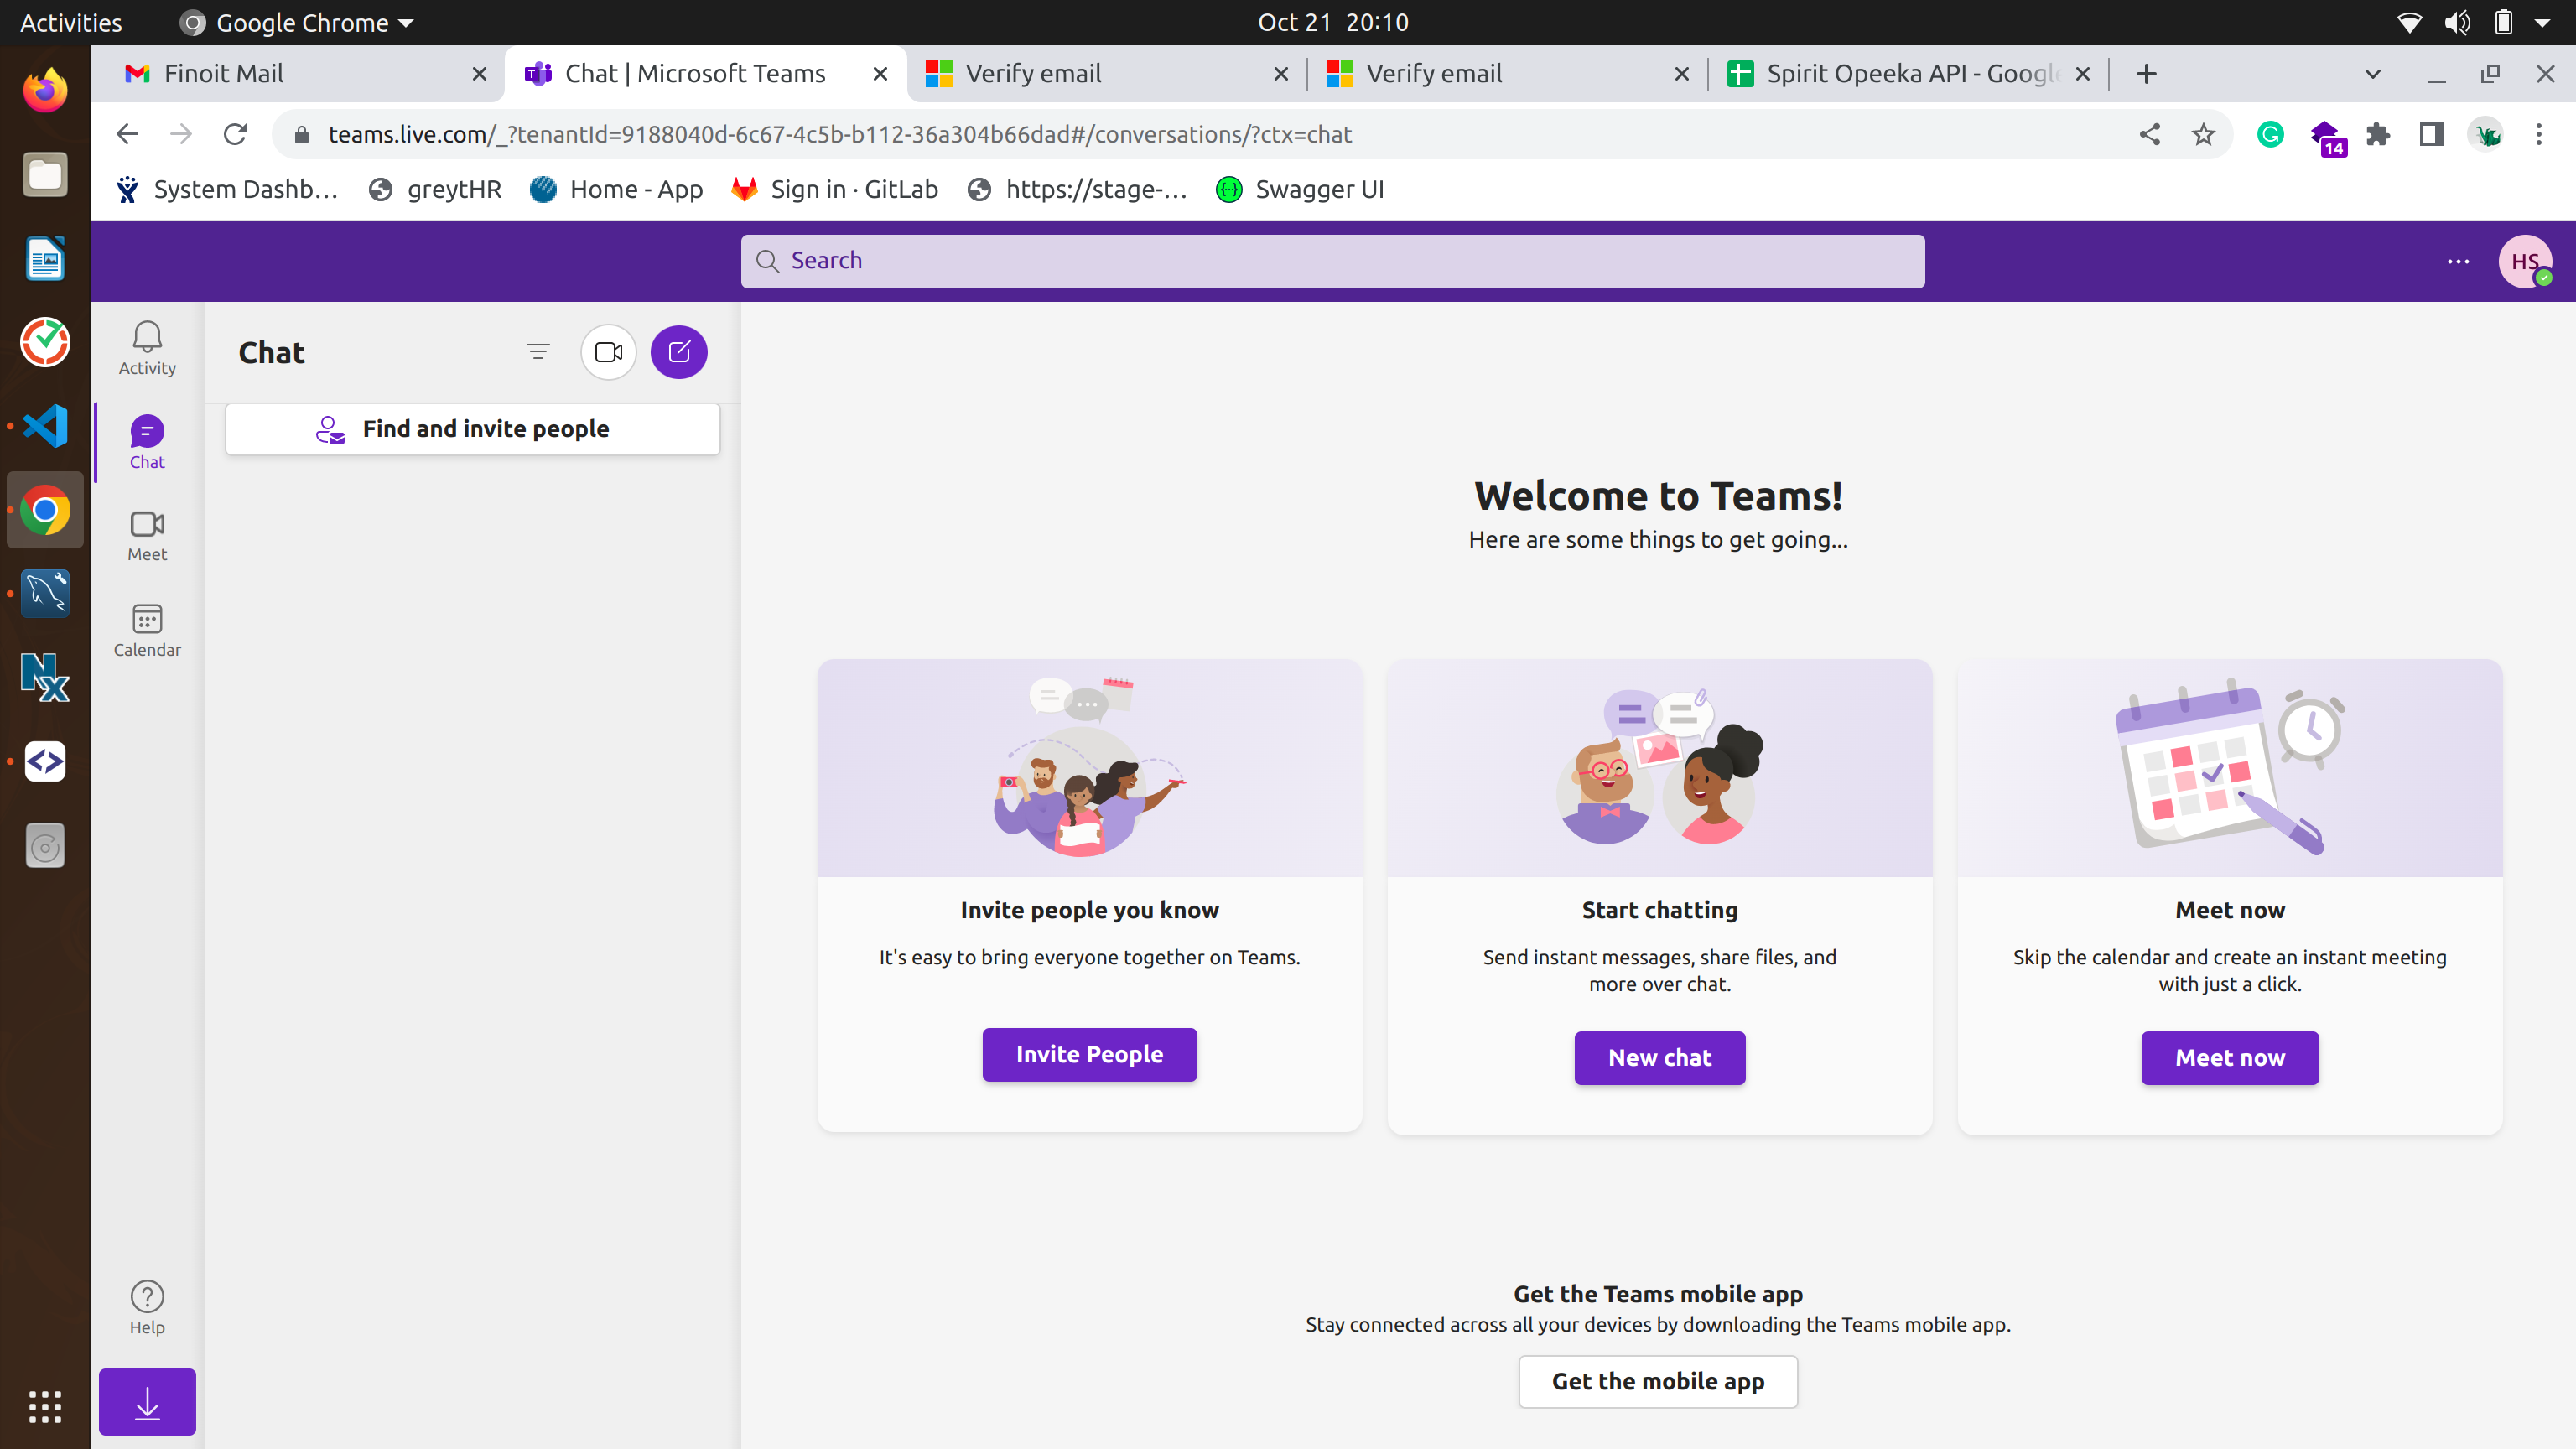 Activities
Google Chrome
Oct 21 20:10
Finoit Mail
Chat | Microsoft Teams
Verify email
Verify email
Spirit Opeeka API - Google
teams.live.com/_?tenantId=9188040d-6c67-4c5b-b112-36a304b66dad#/conversations/?ctx=chat
14
System Dashb...
greytHR
Home - App
Sign in · GitLab
https://stage-...
Swagger UI
Search
HS
Activity
Chat
Meet
Calendar
Help
Chat
Find and invite people
Welcome to Teams!
Here are some things to get going...
Invite people you know
It's easy to bring everyone together on Teams.
Invite People
Start chatting
Send instant messages, share files, and
more over chat.
New chat
Meet now
Skip the calendar and create an instant meeting
with just a click.
Meet now
Get the Teams mobile app
Stay connected across all your devices by downloading the Teams mobile app.
Get the mobile app